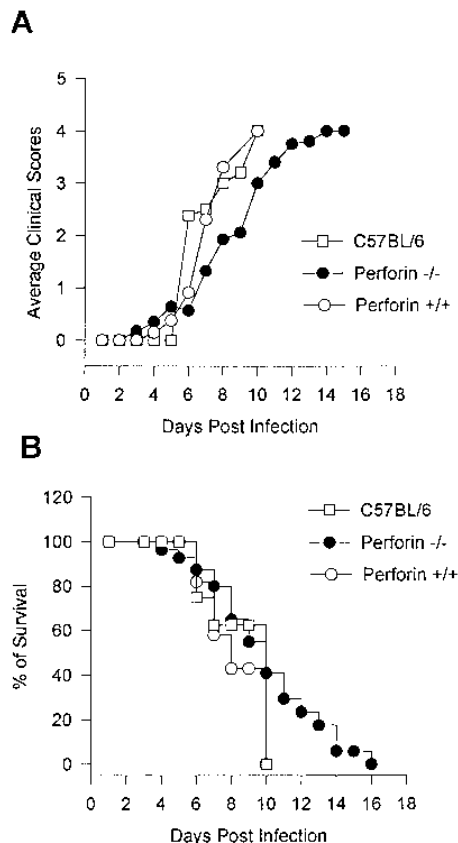 A
5
4
3
2
1
0
Average Clinical Scores
C57BL/6
Perforin -/-
Perforin +/+
0 2 4 6 8 10 12 14 16 18
Days Post Infection
B
120
100
80
60
40
20
0
% of Survival
C57BL/6
Perforin -/-
Perforin +/+
0 2 4 6 8 10 12 14 16 18
Days Post Infection